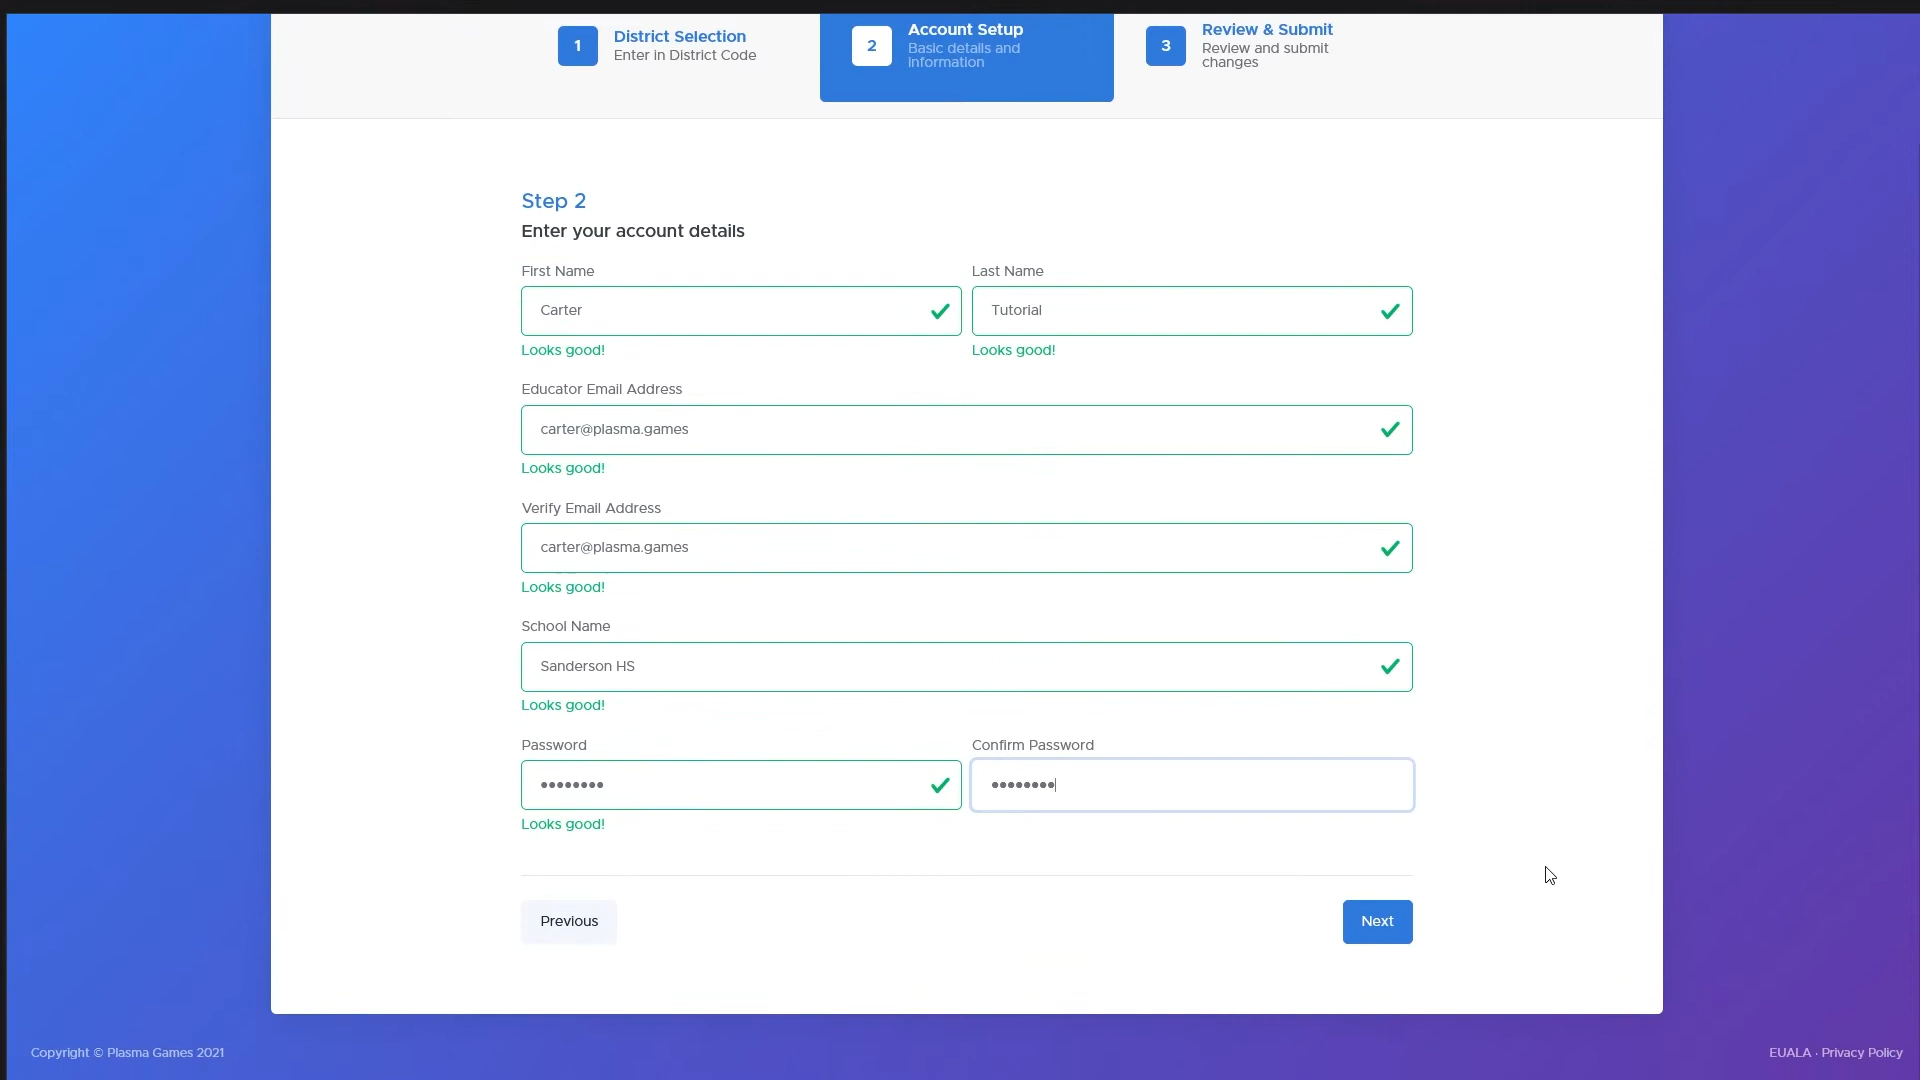 1
District Selection
Enter in District Code
2
Account Setup
Basic details and
information
3
Review & Submit
Review and submit
changes
Step 2
Enter your account details
First Name
Last Name
Carter
Tutorial
Looks good!
Looks good!
Educator Email Address
carter@plasma.games
Looks good!
Verify Email Address
carter@plasma.games
Looks good!
School Name
Sanderson HS
Looks good!
Password
Confirm Password
••••••••
••••••••
Looks good!
Previous
Next
Copyright © Plasma Games 2021
EUALA · Privacy Policy